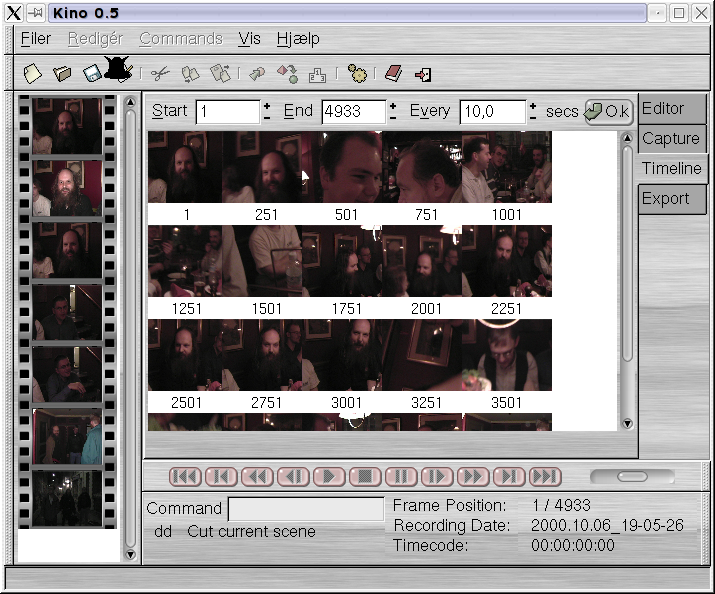 Kino 0.5
Filer Redigér Commands Vis Hjælp
Start 1 End 4933 Every 10,0 secs O.k
Editor
Capture
Timeline
Export
1 251 501 751 1001
1251 1501 1751 2001 2251
2501 2751 3001 3251 3501
Command
dd Cut current scene
Frame Position: 1 / 4933
Recording Date: 2000.10.06_19-05-26
Timecode: 00:00:00:00